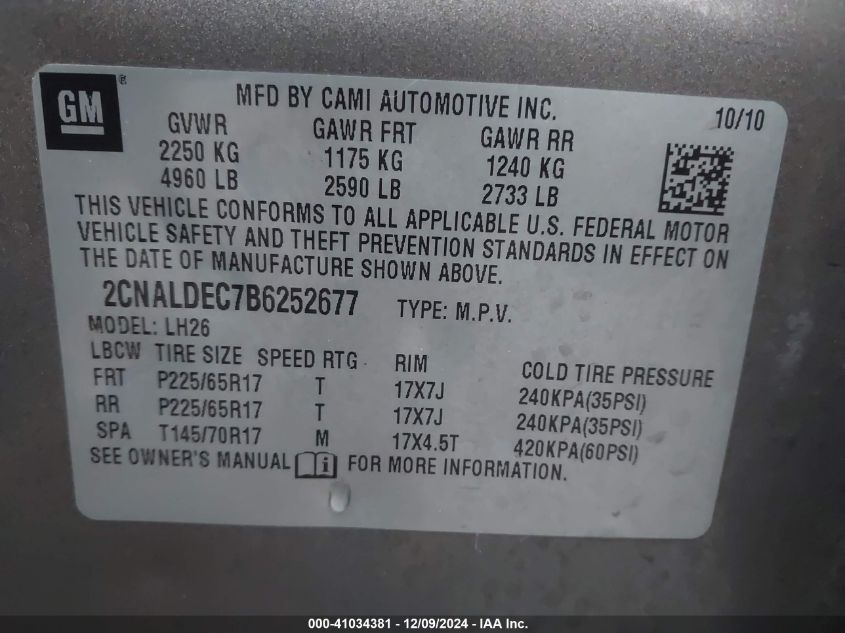 GM®
MFD BY CAMI AUTOMOTIVE INC. 10/10
GVWR GAWR FRT GAWR RR
2250 KG 1175 KG 1240 KG
4960 LB 2590 LB 2733 LB
THIS VEHICLE CONFORMS TO ALL APPLICABLE U.S. FEDERAL MOTOR
VEHICLE SAFETY AND THEFT PREVENTION STANDARDS IN EFFECT ON
THE DATE OF MANUFACTURE SHOWN ABOVE.
2CNALDEC7B6252677 TYPE: M.P.V.
MODEL: LH26
LBCW TIRE SIZE SPEED RTG RIM COLD TIRE PRESSURE
FRT P225/65R17 T 17X7J 240KPA(35PSI)
RR P225/65R17 T 17X7J 240KPA(35PSI)
SPA T145/70R17 M 17X4.5T 420KPA(60PSI)
SEE OWNER'S MANUAL i FOR MORE INFORMATION.
000-41034381 - 12/09/2024 - IAA Inc.